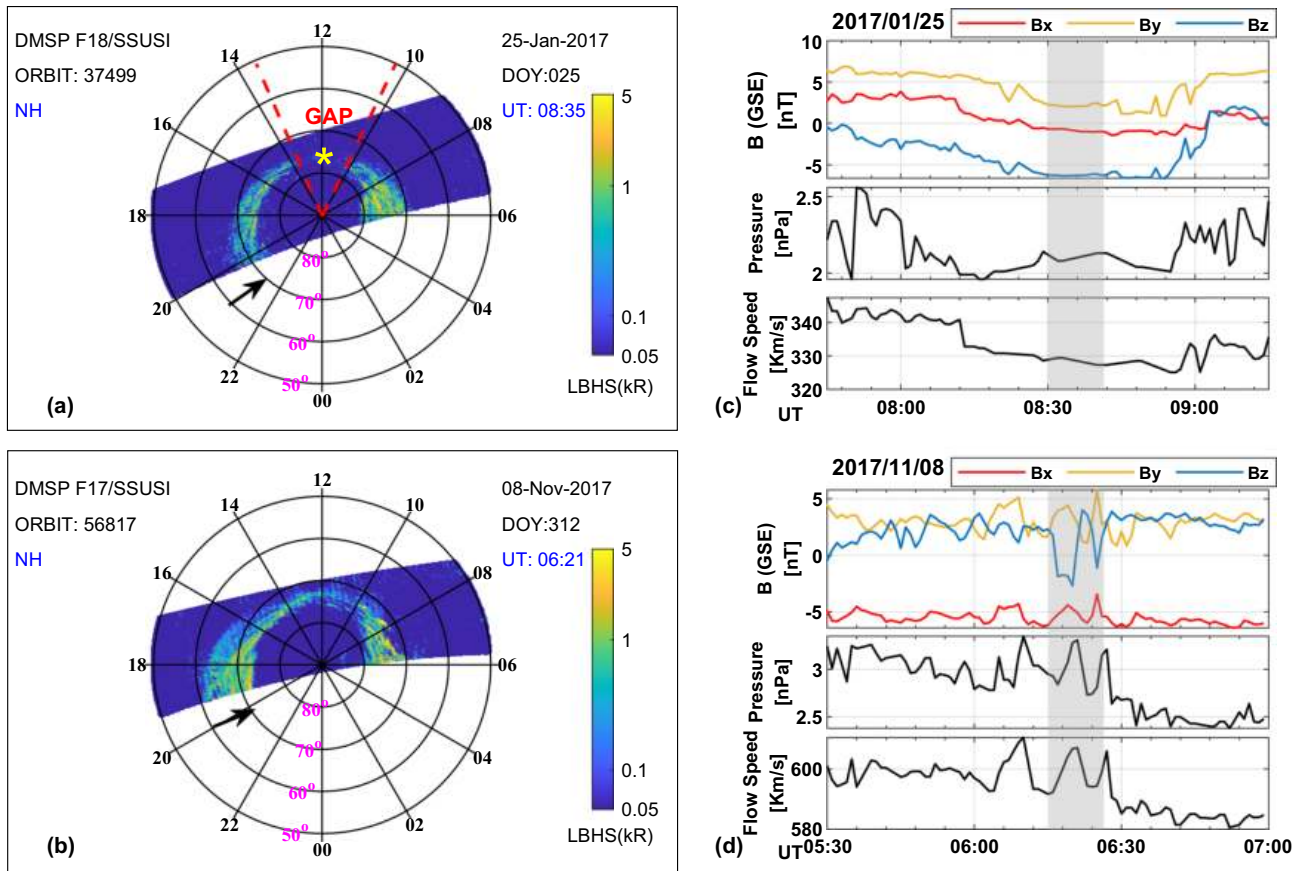 DMSP F18/SSUSI
ORBIT: 37499
NH
25-Jan-2017
DOY:025
UT: 08:35
12
14
10
GAP
*
16
08
18
06
80°
70°
60°
50°
20
04
22
02
00
5
1
0.1
0.05
LBHS(kR)
(a)
DMSP F17/SSUSI
ORBIT: 56817
NH
08-Nov-2017
DOY:312
UT: 06:21
12
14
10
16
08
18
06
80°
70°
60°
50°
20
04
22
02
00
5
1
0.1
0.05
LBHS(kR)
(b)
2017/01/25
Bx By Bz
B (GSE)
[nT]
10
5
0
-5
Pressure
[nPa]
2.5
2
Flow Speed
[Km/s]
340
330
320
(c)
UT
08:00 08:30 09:00
2017/11/08
Bx By Bz
B (GSE)
[nT]
5
0
-5
Pressure
[nPa]
3
2.5
Flow Speed
[Km/s]
600
580
(d)
UT
05:30 06:00 06:30 07:00